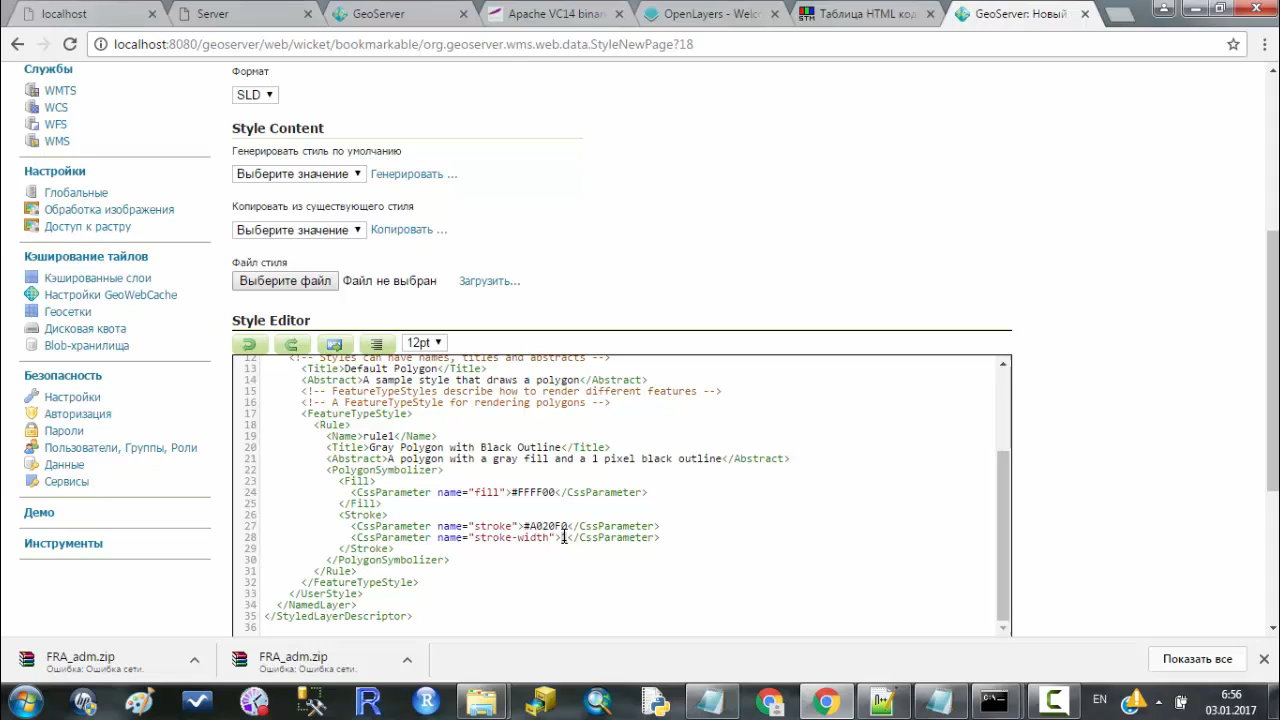 localhost
Server
GeoServer
Apache VC14 binar
OpenLayers - Welc
Таблица HTML код
GeoServer: Новый
localhost:8080/geoserver/web/wicket/bookmarkable/org.geoserver.wms.web.data.StyleNewPage?18
Службы
WMTS
WCS
WFS
WMS
Настройки
Глобальные
Обработка изображения
Доступ к растру
Кэширование тайлов
Кэшированные слои
Настройки GeoWebCache
Геосетки
Дисковая квота
Blob-хранилища
Безопасность
Настройки
Авторизация
Пароли
Пользователи, Группы, Роли
Данные
Сервисы
Демо
Инструменты
Формат
SLD
Style Content
Генерировать стиль по умолчанию
Выберите значение Генерировать ...
Копировать из существующего стиля
Выберите значение Копировать ...
Файл стиля
Выберите файл Файл не выбран Загрузить...
Style Editor
12pt
12 <!-- Styles can have names, titles and abstracts -->
13 <Title>Default Polygon</Title>
14 <Abstract>A sample style that draws a polygon</Abstract>
15 <!-- FeatureTypeStyles describe how to render different features -->
16 <!-- A FeatureTypeStyle for rendering polygons -->
17 <FeatureTypeStyle>
18 <Rule>
19 <Name>rule1</Name>
20 <Title>Gray Polygon with Black Outline</Title>
21 <Abstract>A polygon with a gray fill and a 1 pixel black outline</Abstract>
22 <PolygonSymbolizer>
23 <Fill>
24 <CssParameter name="fill">#FFFF00</CssParameter>
25 </Fill>
26 <Stroke>
27 <CssParameter name="stroke">#A020F0</CssParameter>
28 <CssParameter name="stroke-width">1</CssParameter>
29 </Stroke>
30 </PolygonSymbolizer>
31 </Rule>
32 </FeatureTypeStyle>
33 </UserStyle>
34 </NamedLayer>
35 </StyledLayerDescriptor>
36
FRA_adm.zip
Ошибка: Ошибка сети.
FRA_adm.zip
Ошибка: Ошибка сети.
Показать все
EN
6:56
03.01.2017